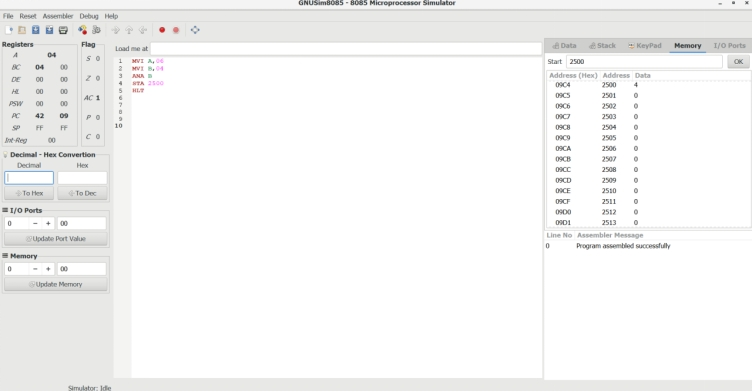 GNUSim8085 - 8085 Microprocessor Simulator
File Reset Assembler Debug Help
Registers
A 04
BC 04 00
DE 00 00
HL 00 00
PSW 00 00
PC 42 09
SP FF FF
Int-Reg 00
Flag
S 0
Z 0
AC 1
P 0
C 0
Decimal - Hex Convertion
Decimal Hex
To Hex To Dec
I/O Ports
0 − + 00
Update Port Value
Memory
0 − + 00
Update Memory
Load me at
1 MVI A,06
2 MVI B,04
3 ANA B
4 STA 2500
5 HLT
6
7
8
9
10
Data Stack KeyPad Memory I/O Ports
Start 2500 OK
Address (Hex) Address Data
09C4 2500 4
09C5 2501 0
09C6 2502 0
09C7 2503 0
09C8 2504 0
09C9 2505 0
09CA 2506 0
09CB 2507 0
09CC 2508 0
09CD 2509 0
09CE 2510 0
09CF 2511 0
09D0 2512 0
09D1 2513 0
Line No Assembler Message
0 Program assembled successfully
Simulator: Idle